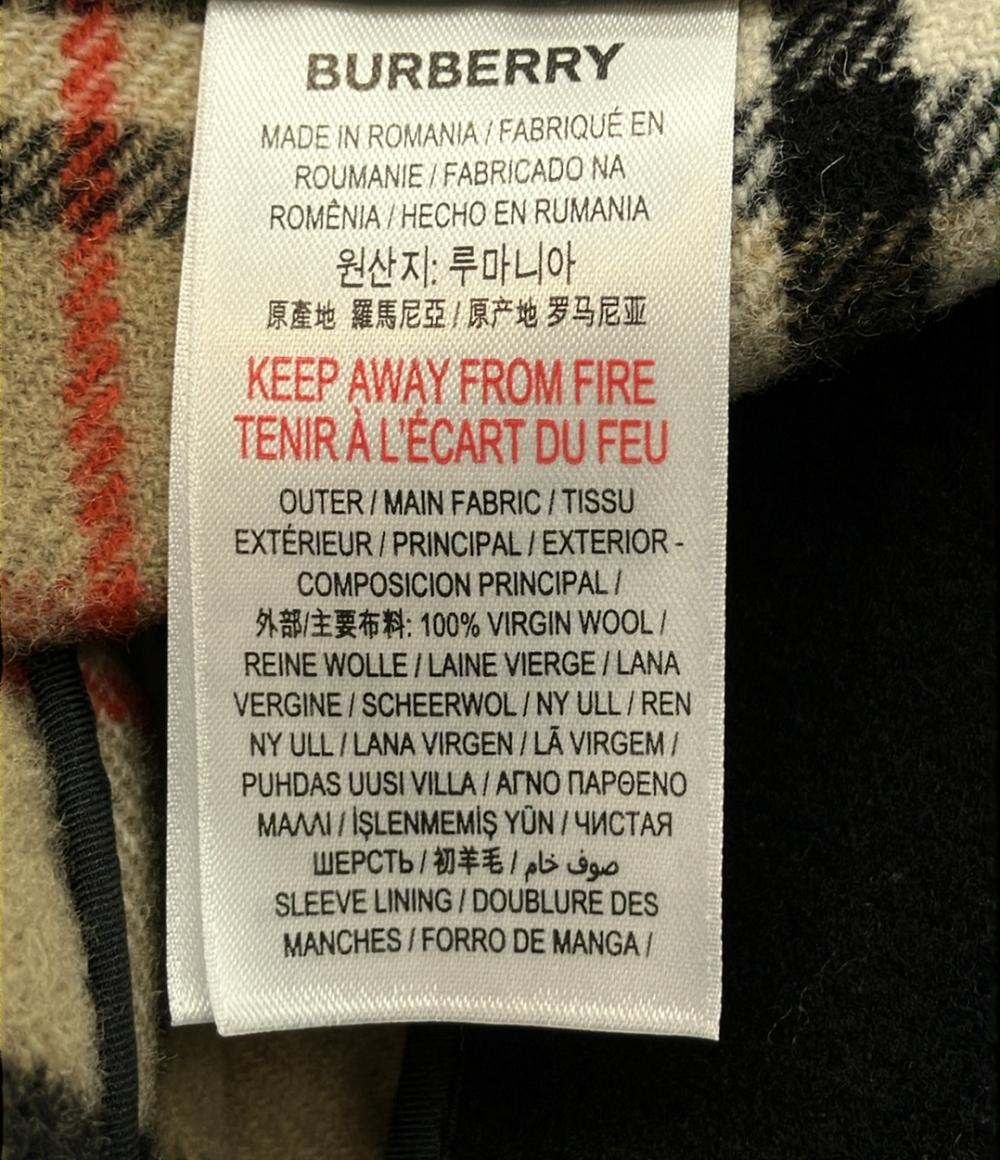 BURBERRY
MADE IN ROMANIA / FABRIQUÉ EN
ROUMANIE / FABRICADO NA
ROMÊNIA / HECHO EN RUMANIA
원산지: 루마니아
原產地 羅馬尼亞 / 原产地 罗马尼亚
KEEP AWAY FROM FIRE
TENIR À L'ÉCART DU FEU
OUTER / MAIN FABRIC / TISSU
EXTÉRIEUR / PRINCIPAL / EXTERIOR -
COMPOSICION PRINCIPAL /
外部/主要布料: 100% VIRGIN WOOL /
REINE WOLLE / LAINE VIERGE / LANA
VERGINE / SCHEERWOL / NY ULL / REN
NY ULL / LANA VIRGEN / LÃ VIRGEM /
PUHDAS UUSI VILLA / ΑΓΝΟ ΠΑΡΘΕΝΟ
ΜΑΛΛΙ / İŞLENMEMİŞ YÜN / ЧИСТАЯ
ШЕРСТЬ / 初羊毛 / صوف خام
SLEEVE LINING / DOUBLURE DES
MANCHES / FORRO DE MANGA /